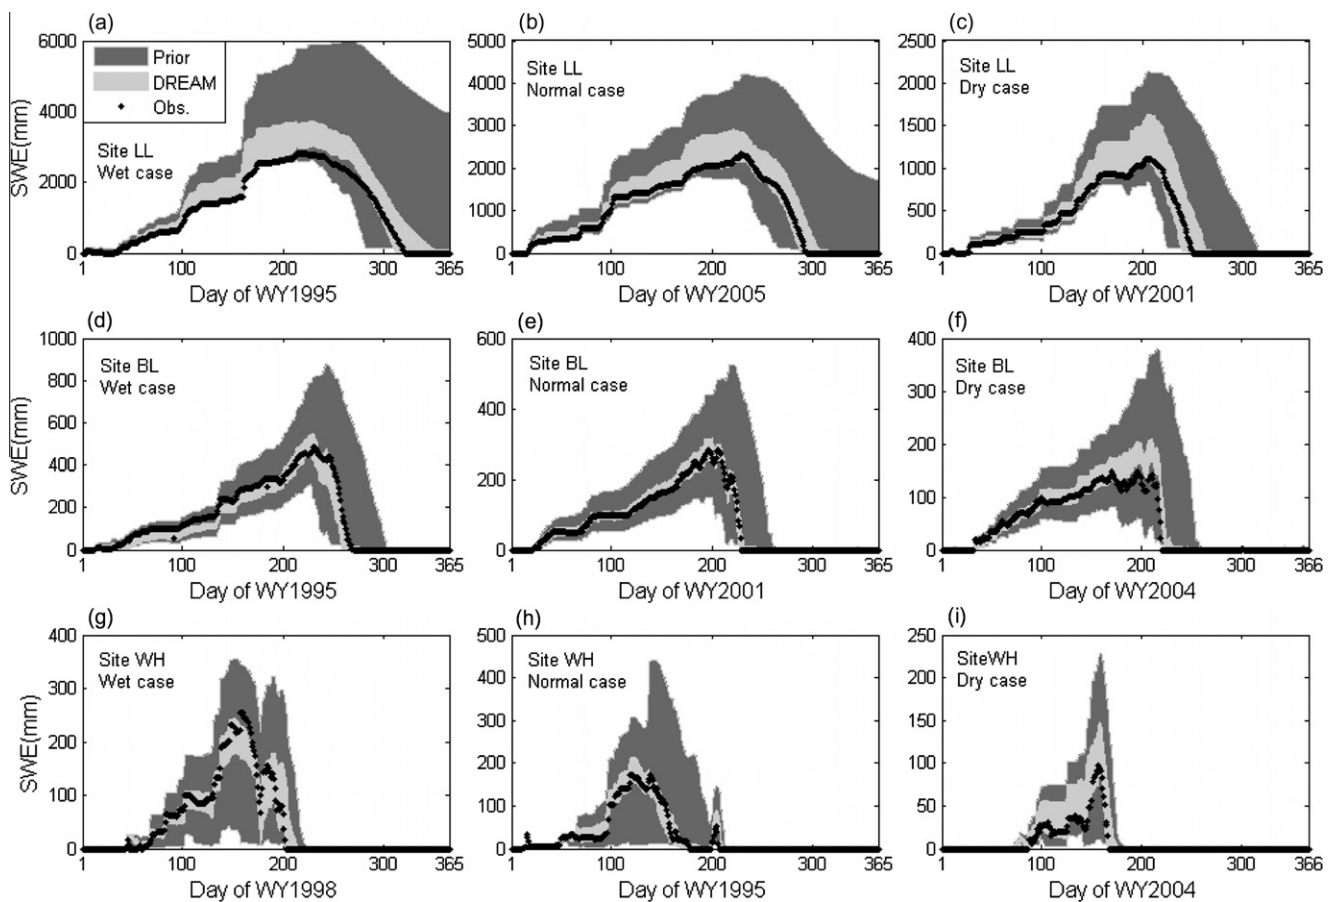 (a)
(b)
(c)
6000
4000
2000
0
SWE(mm)
Prior
DREAM
Obs.
Site LL
Wet case
1 100 200 300 365
Day of WY1995
5000
4000
3000
2000
1000
0
Site LL
Normal case
1 100 200 300 365
Day of WY2005
2500
2000
1500
1000
500
0
Site LL
Dry case
1 100 200 300 365
Day of WY2001
(d)
(e)
(f)
1000
800
600
400
200
0
SWE(mm)
Site BL
Wet case
1 100 200 300 365
Day of WY1995
600
400
200
0
Site BL
Normal case
1 100 200 300 365
Day of WY2001
400
300
200
100
0
Site BL
Dry case
1 100 200 300 366
Day of WY2004
(g)
(h)
(i)
400
300
200
100
0
SWE(mm)
Site WH
Wet case
1 100 200 300 365
Day of WY1998
500
400
300
200
100
0
Site WH
Normal case
1 100 200 300 365
Day of WY1995
250
200
150
100
50
0
SiteWH
Dry case
1 100 200 300 366
Day of WY2004